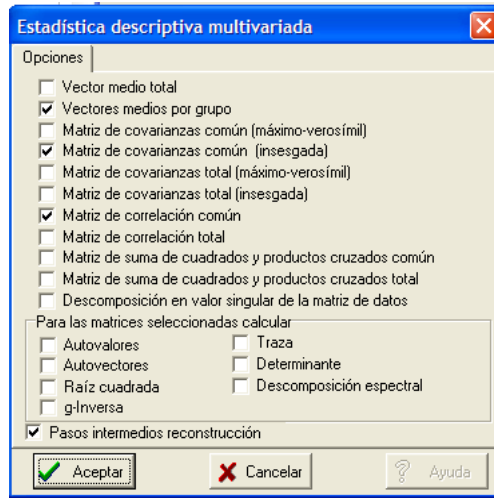 Estadística descriptiva multivariada
Opciones
Vector medio total
Vectores medios por grupo
Matriz de covarianzas común (máximo-verosímil)
Matriz de covarianzas común (insesgada)
Matriz de covarianzas total (máximo-verosímil)
Matriz de covarianzas total (insesgada)
Matriz de correlación común
Matriz de correlación total
Matriz de suma de cuadrados y productos cruzados común
Matriz de suma de cuadrados y productos cruzados total
Descomposición en valor singular de la matriz de datos
Para las matrices seleccionadas calcular
Autovalores
Traza
Autovectores
Determinante
Raíz cuadrada
Descomposición espectral
g-Inversa
Pasos intermedios reconstrucción
Aceptar
Cancelar
Ayuda